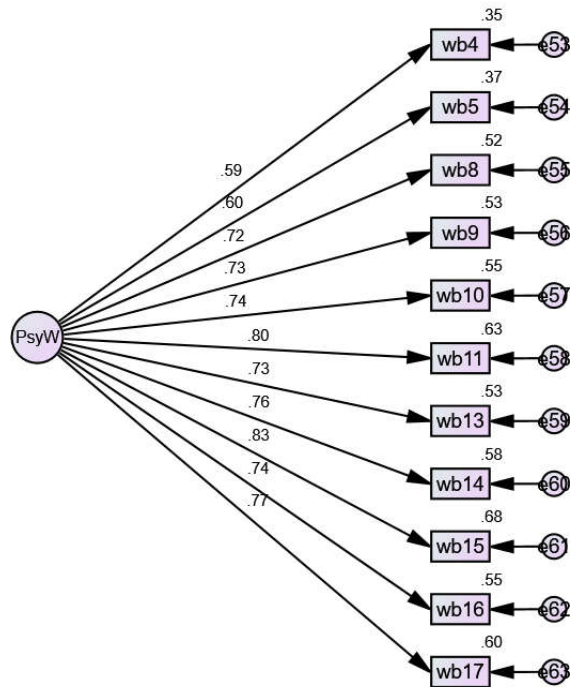 .35
wb4 e53
.37
wb5 e54
.59
.52
wb8 e55
.60
.72
.53
wb9 e56
.73
.74
.55
wb10 e57
PsyW
.80
.63
wb11 e58
.73
.53
wb13 e59
.76
.83
.58
wb14 e60
.74
.77
.68
wb15 e61
.55
wb16 e62
.60
wb17 e63